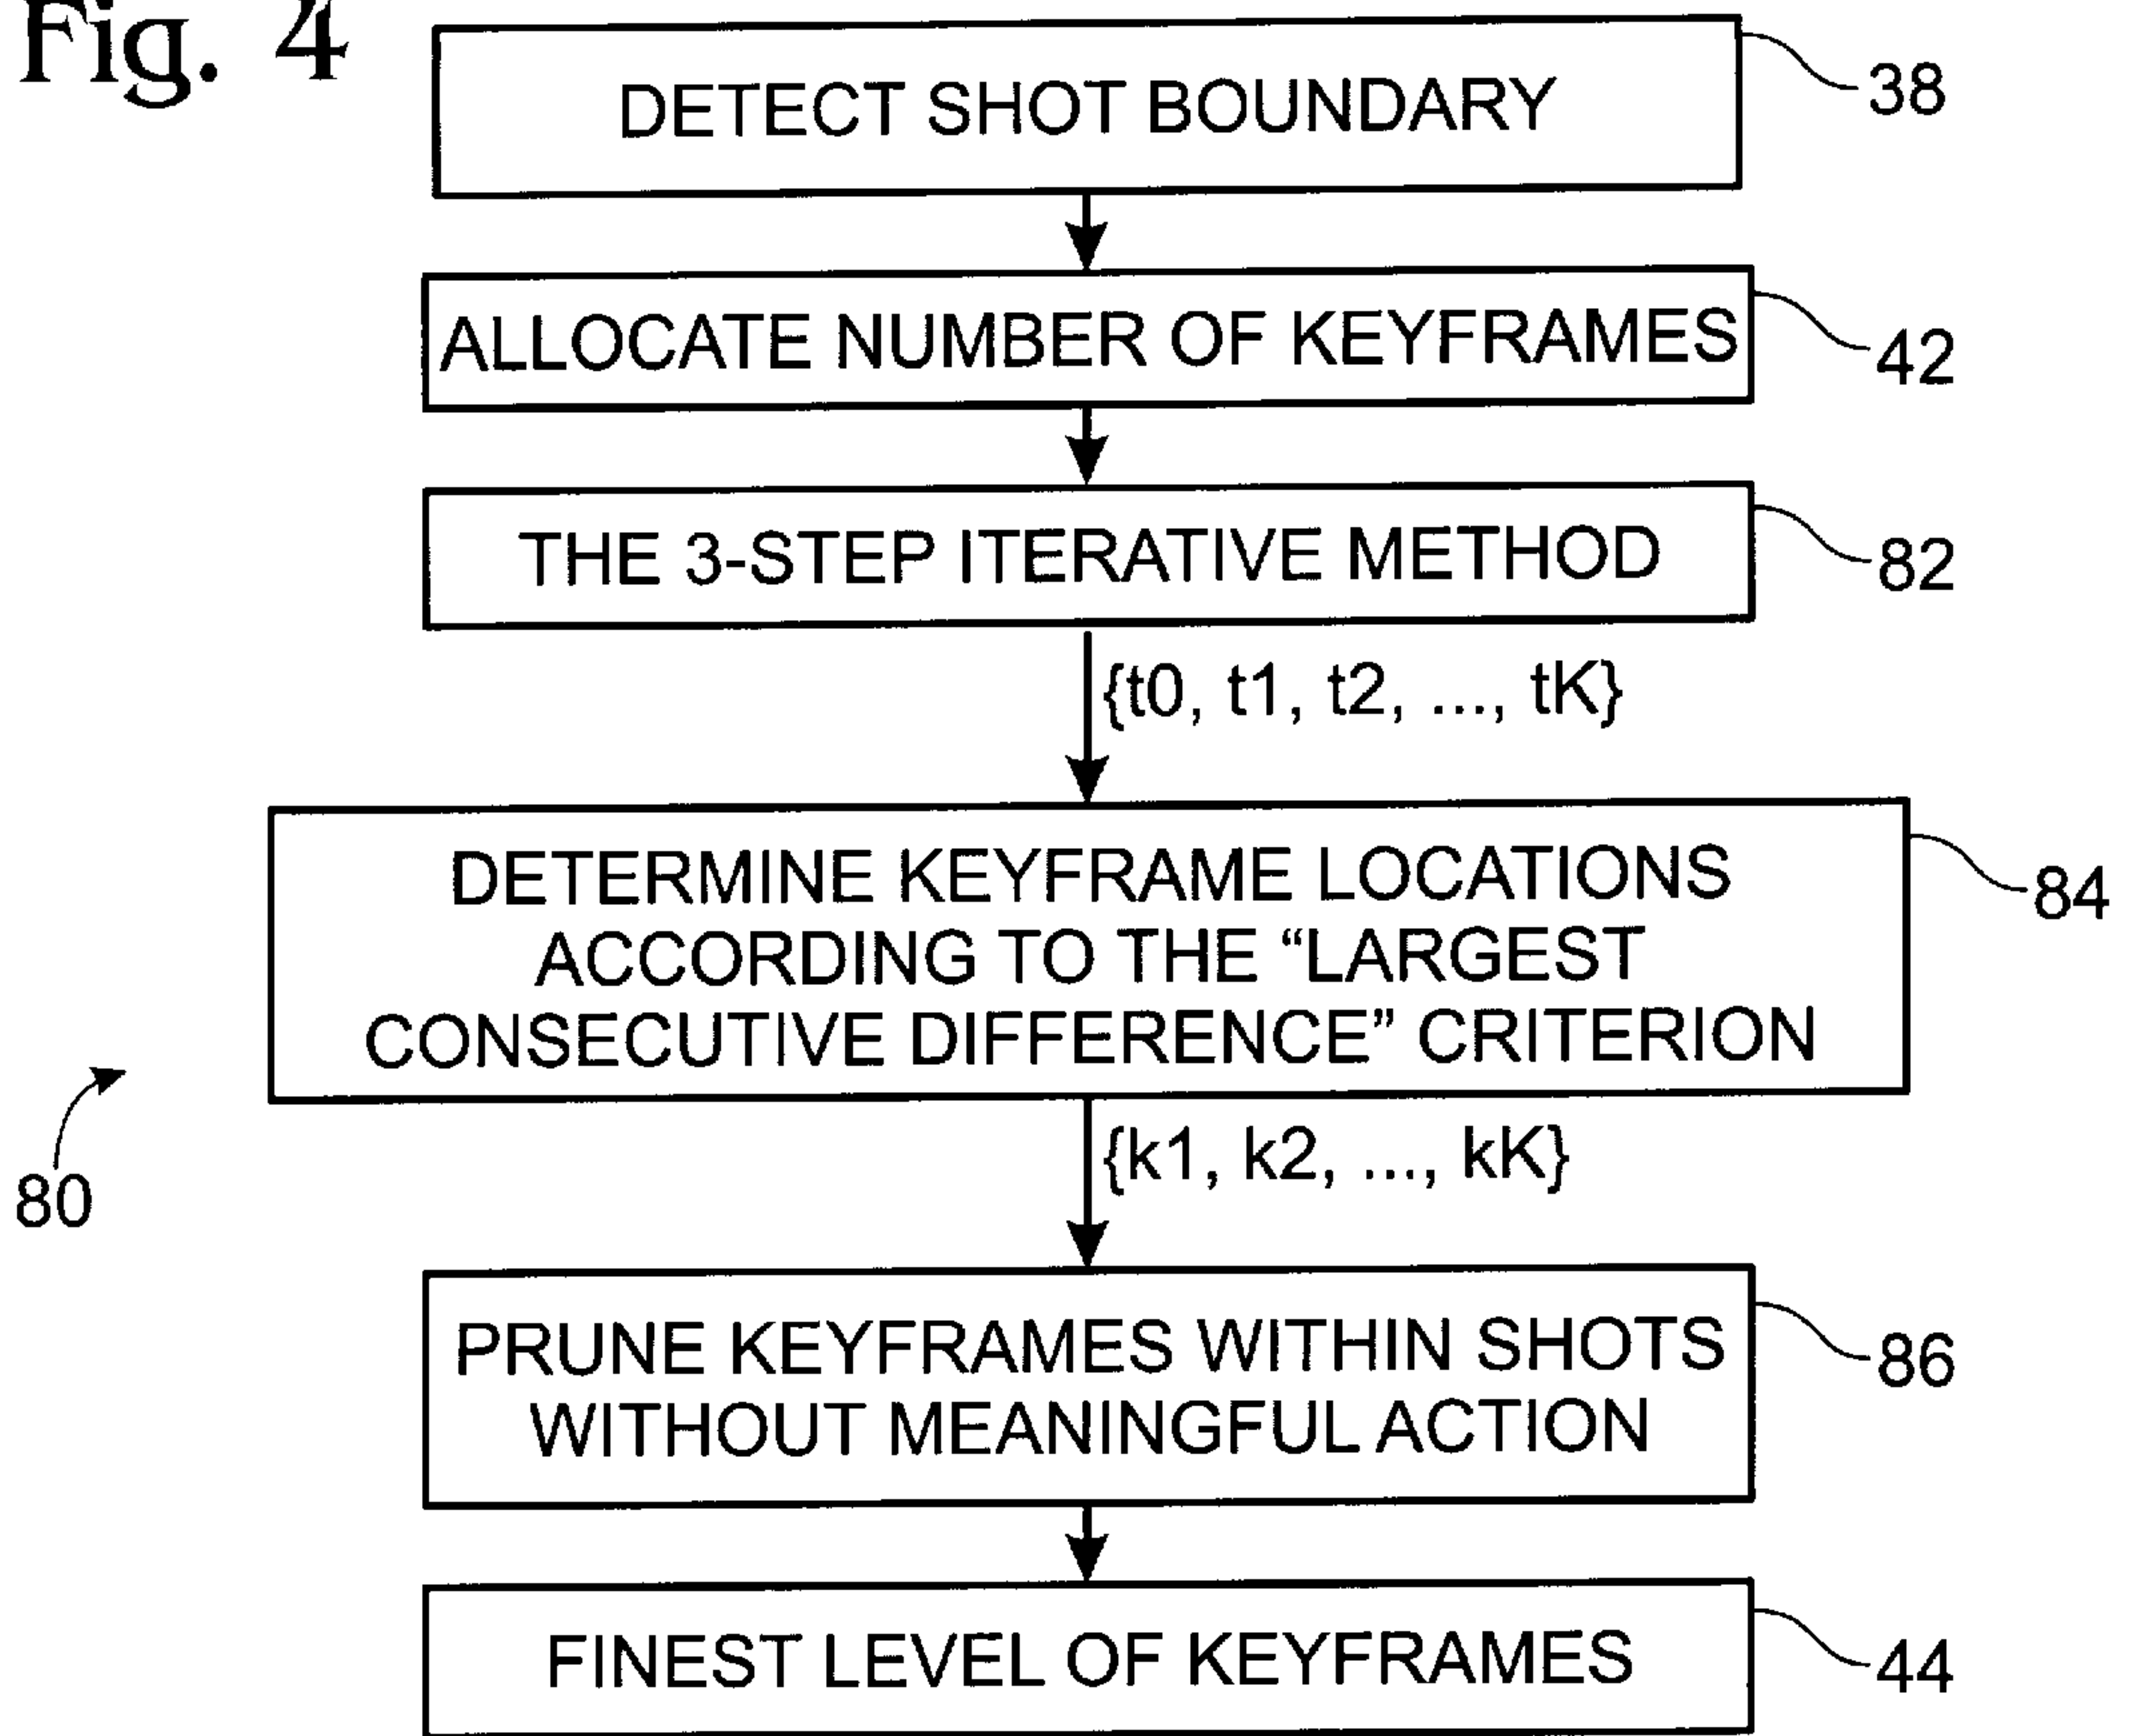 Fig. 4
DETECT SHOT BOUNDARY
38
ALLOCATE NUMBER OF KEYFRAMES
42
THE 3-STEP ITERATIVE METHOD
82
{t0, t1, t2, ..., tK}
DETERMINE KEYFRAME LOCATIONS
ACCORDING TO THE “LARGEST
CONSECUTIVE DIFFERENCE” CRITERION
84
80
{k1, k2, ..., kK}
PRUNE KEYFRAMES WITHIN SHOTS
WITHOUT MEANINGFUL ACTION
86
FINEST LEVEL OF KEYFRAMES
44